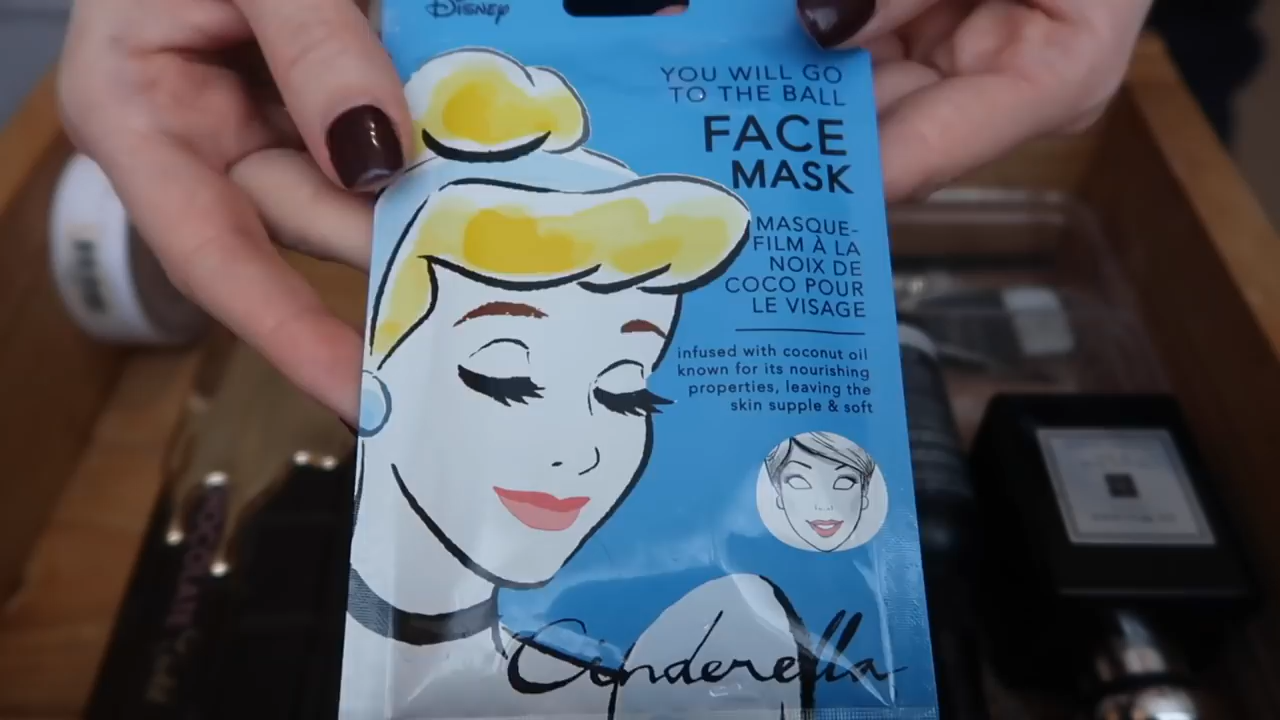 Disney
YOU WILL GO
TO THE BALL
FACE
MASK
MASQUE-
FILM À LA
NOIX DE
COCO POUR
LE VISAGE
infused with coconut oil
known for its nourishing
properties, leaving the
skin supple & soft
Cinderella